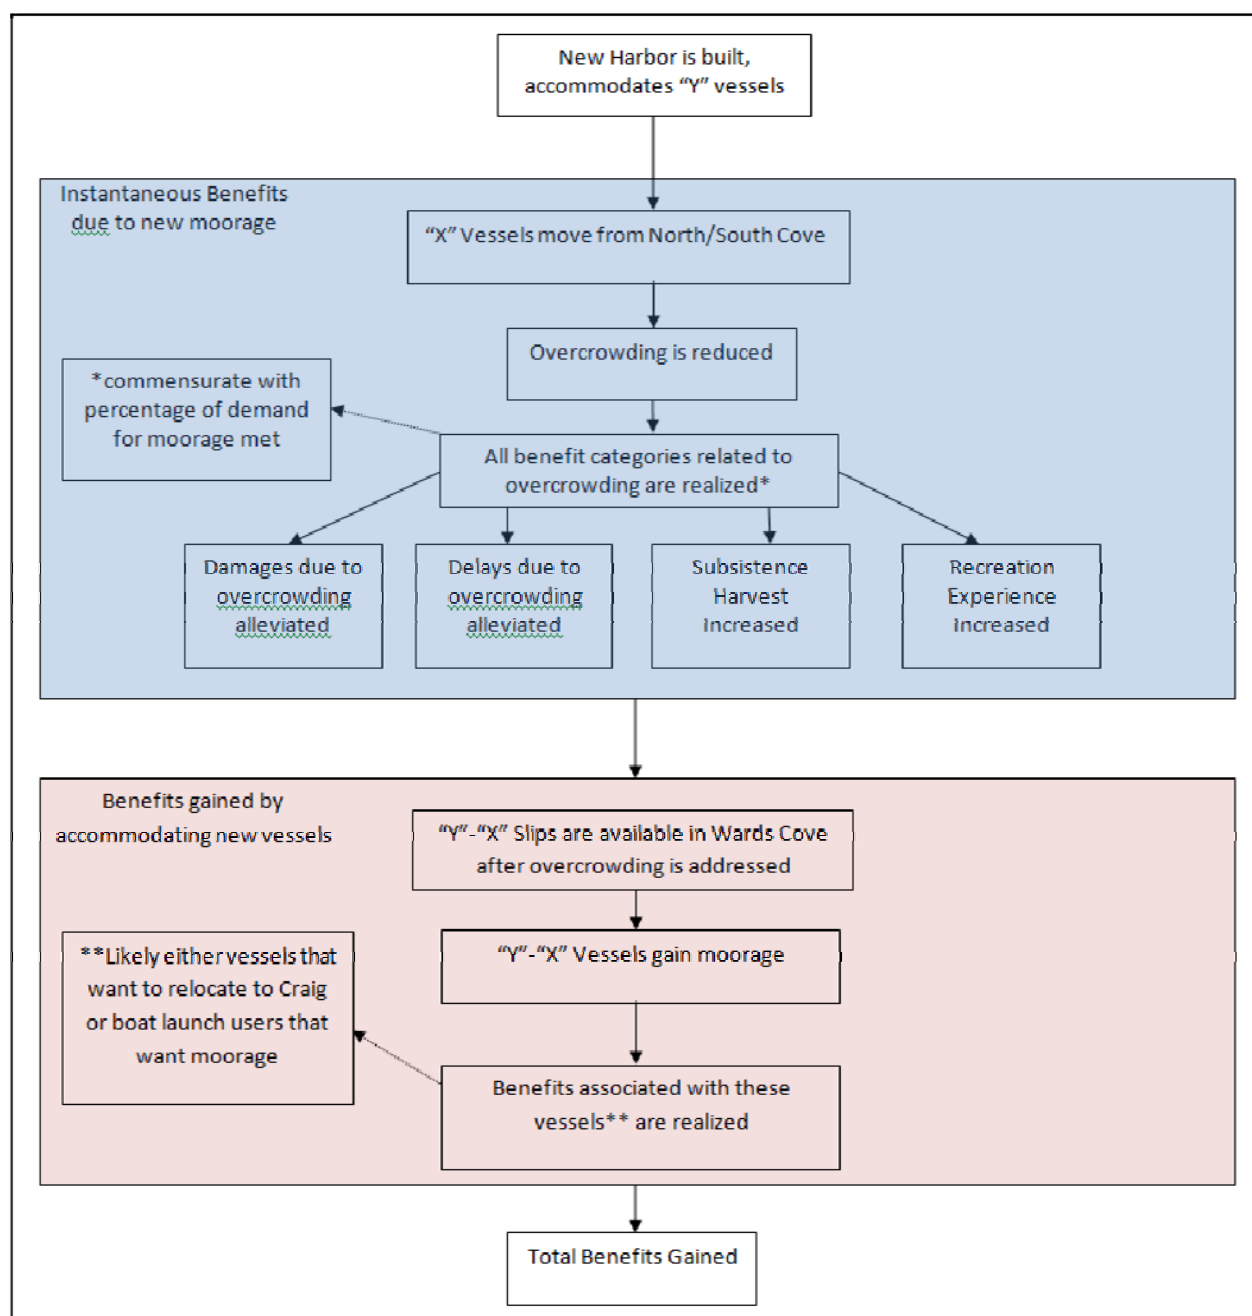 New Harbor is built,
accommodates “Y” vessels
Instantaneous Benefits
due to new moorage
“X” Vessels move from North/South Cove
Overcrowding is reduced
*commensurate with
percentage of demand
for moorage met
All benefit categories related to
overcrowding are realized*
Damages due to
overcrowding
alleviated
Delays due to
overcrowding
alleviated
Subsistence
Harvest
Increased
Recreation
Experience
Increased
Benefits gained by
accommodating new vessels
“Y”-“X” Slips are available in Wards Cove
after overcrowding is addressed
“Y”-“X” Vessels gain moorage
**Likely either vessels that
want to relocate to Craig
or boat launch users that
want moorage
Benefits associated with these
vessels** are realized
Total Benefits Gained